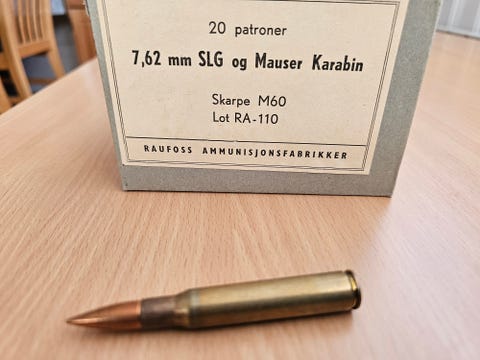 20 patroner
7,62 mm SLG og Mauser Karabin
Skarpe M60
Lot RA-110
RAUFOSS AMMUNISJONSFABRIKKER